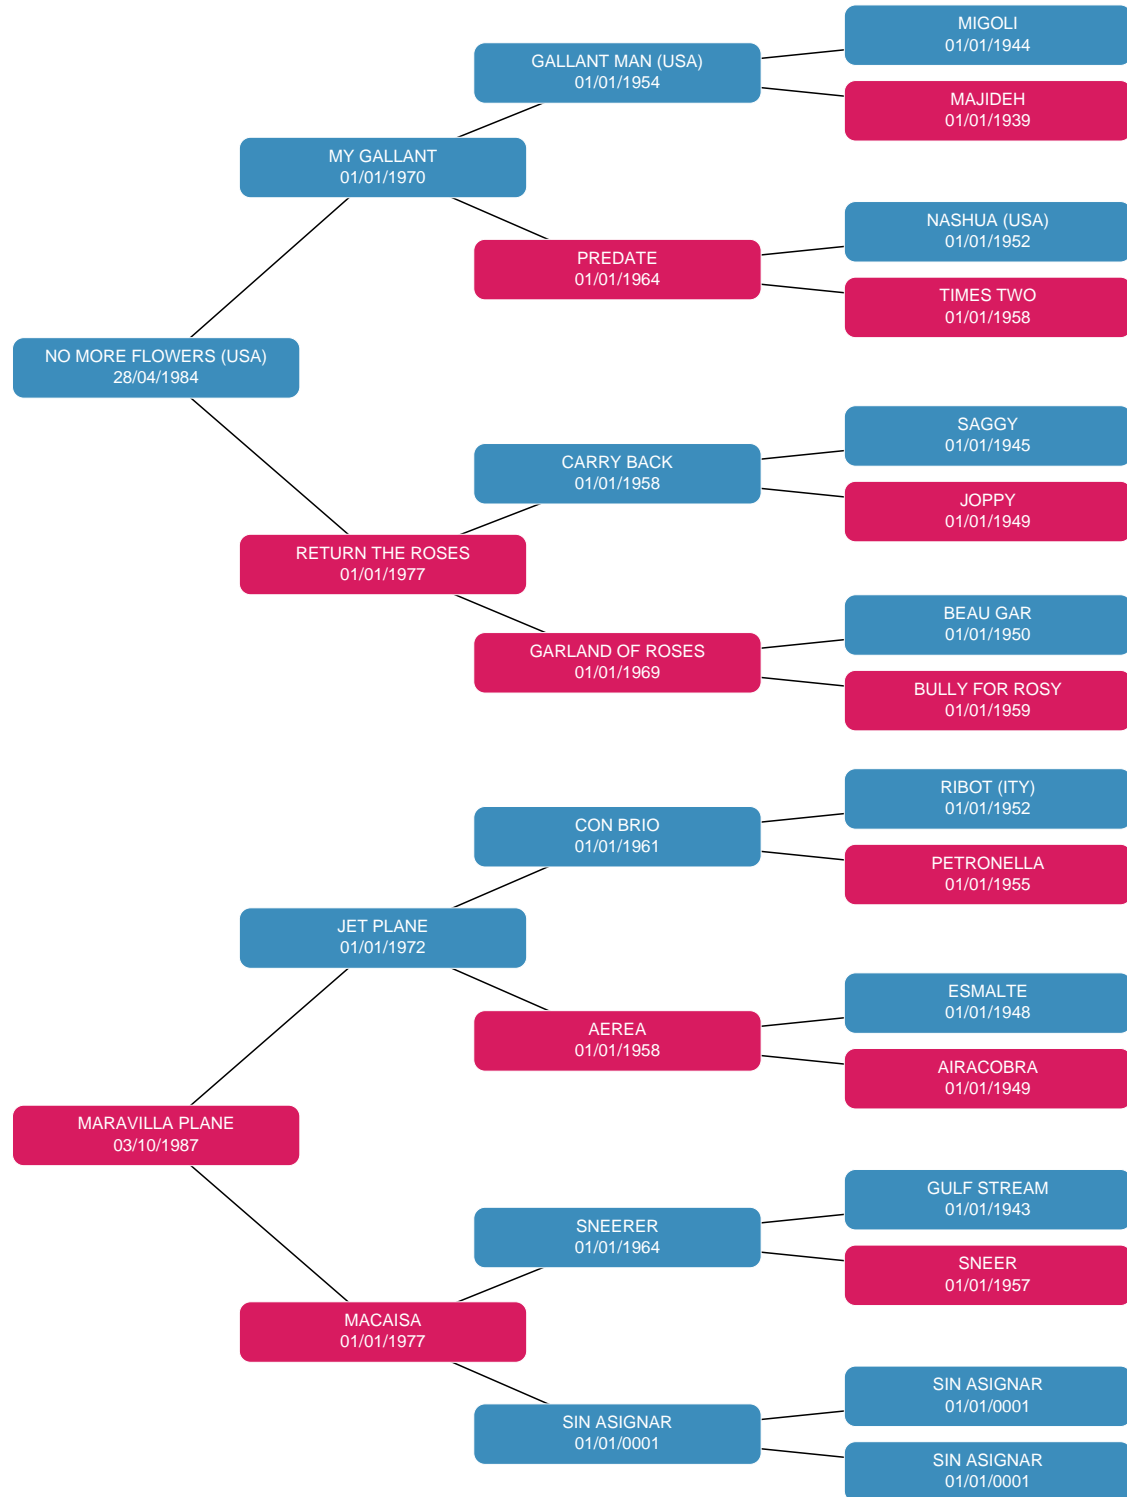 MIGOLI
01/01/1944
GALLANT MAN (USA)
01/01/1954
MAJIDEH
01/01/1939
MY GALLANT
01/01/1970
NASHUA (USA)
01/01/1952
PREDATE
01/01/1964
TIMES TWO
01/01/1958
NO MORE FLOWERS (USA)
28/04/1984
SAGGY
01/01/1945
CARRY BACK
01/01/1958
JOPPY
01/01/1949
RETURN THE ROSES
01/01/1977
BEAU GAR
01/01/1950
GARLAND OF ROSES
01/01/1969
BULLY FOR ROSY
01/01/1959
RIBOT (ITY)
01/01/1952
CON BRIO
01/01/1961
PETRONELLA
01/01/1955
JET PLANE
01/01/1972
ESMALTE
01/01/1948
AEREA
01/01/1958
AIRACOBRA
01/01/1949
MARAVILLA PLANE
03/10/1987
GULF STREAM
01/01/1943
SNEERER
01/01/1964
SNEER
01/01/1957
MACAISA
01/01/1977
SIN ASIGNAR
01/01/0001
SIN ASIGNAR
01/01/0001
SIN ASIGNAR
01/01/0001